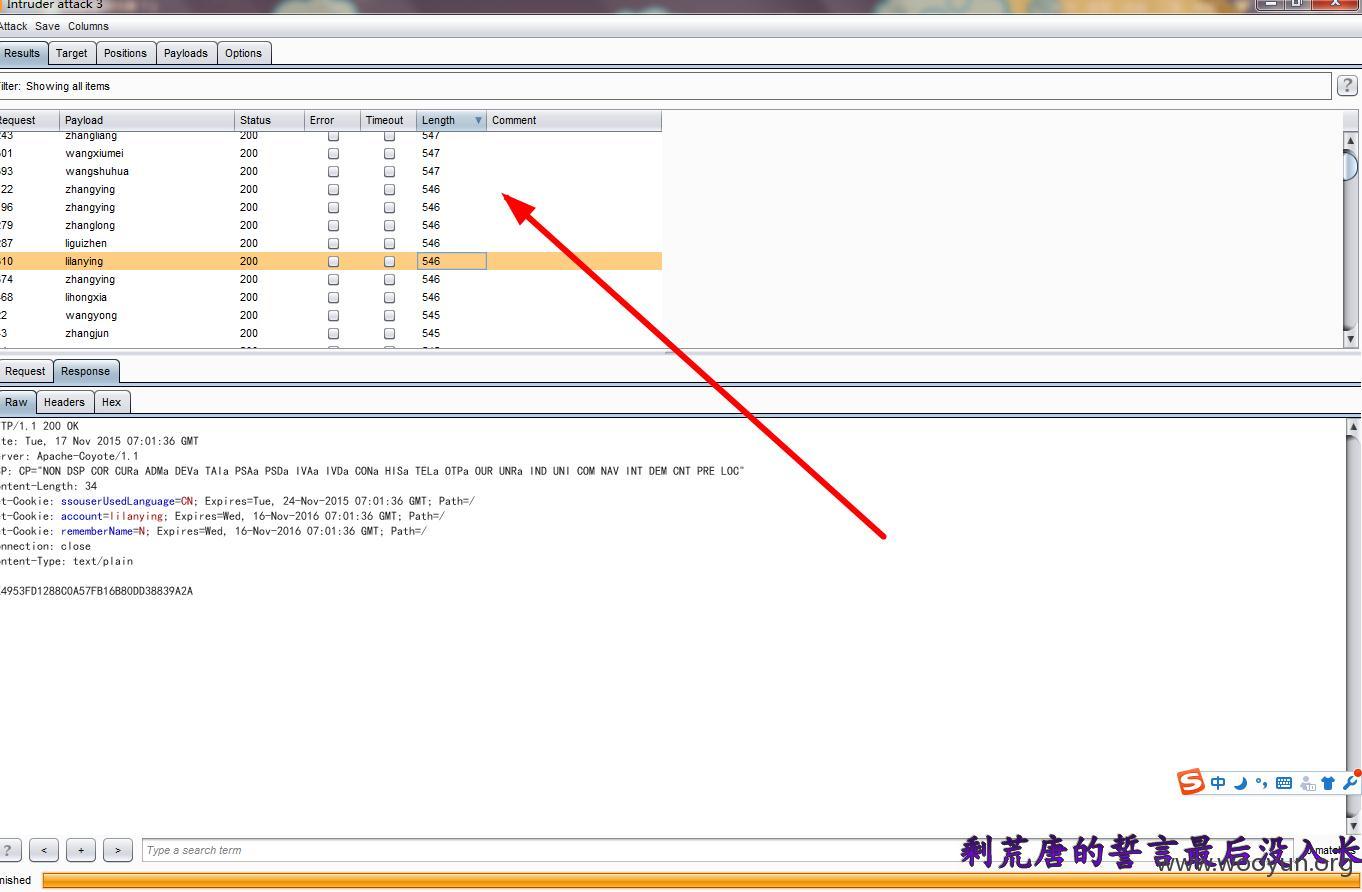 Intruder attack 3
Attack Save Columns
Results Target Positions Payloads Options
ilter: Showing all items
?
equest Payload Status Error Timeout Length Comment
243 zhangliang 200 547
01 wangxiumei 200 547
93 wangshuhua 200 547
22 zhangying 200 546
96 zhangying 200 546
79 zhanglong 200 546
87 liguizhen 200 546
10 lilanying 200 546
74 zhangying 200 546
68 lihongxia 200 546
2 wangyong 200 545
3 zhangjun 200 545
Request Response
Raw Headers Hex
TP/1.1 200 OK
te: Tue, 17 Nov 2015 07:01:36 GMT
rver: Apache-Coyote/1.1
P: CP="NON DSP COR CURa ADMa DEVa TAIa PSAa PSDa IVAa IVDa CONa HISa TELa OTPa OUR UNRa IND UNI COM NAV INT DEM CNT PRE LOC"
ontent-Length: 34
t-Cookie: ssouserUsedLanguage=CN; Expires=Tue, 24-Nov-2015 07:01:36 GMT; Path=/
t-Cookie: account=lilanying; Expires=Wed, 16-Nov-2016 07:01:36 GMT; Path=/
t-Cookie: rememberName=N; Expires=Wed, 16-Nov-2016 07:01:36 GMT; Path=/
nnection: close
ntent-Type: text/plain
4953FD1288C0A57FB16B80DD38839A2A
S 中
? < + > Type a search term
剩荒唐的誓言最后没入长
www.wooyun.org
nished